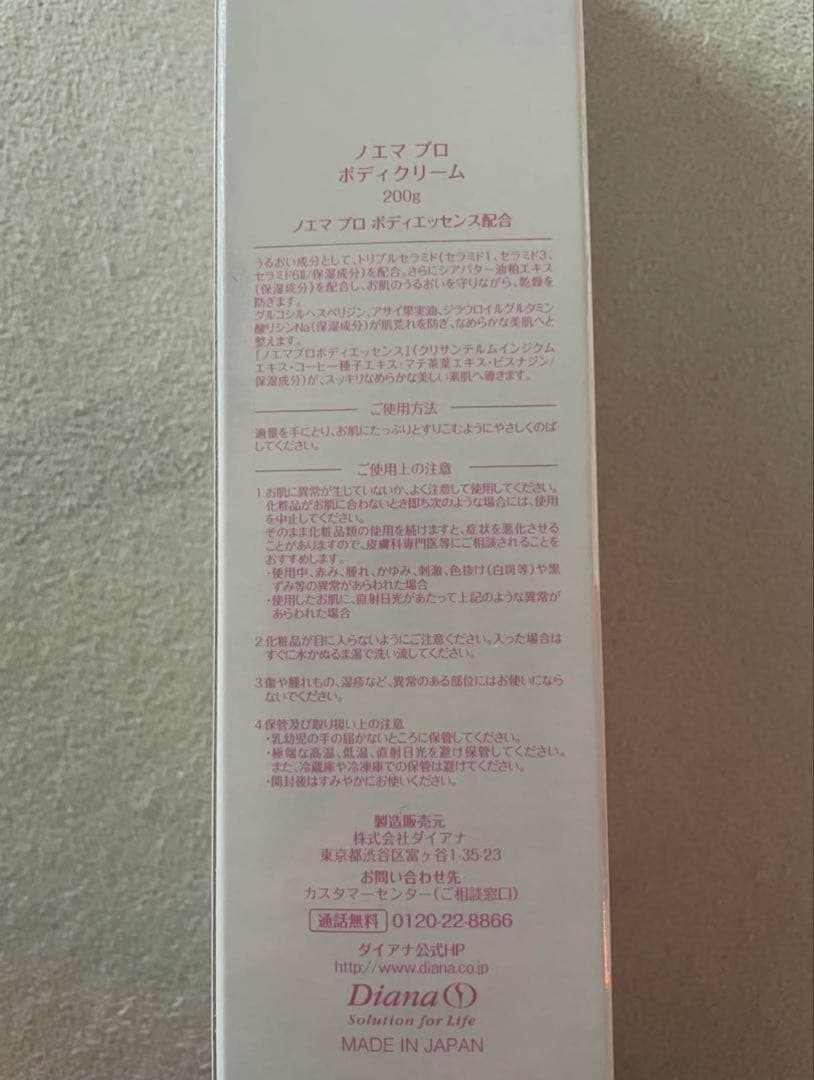 ノエマ プロ
ボディクリーム
200g
ノエマ プロ ボディエッセンス配合
うるおい成分として、トリプルセラミド(セラミド1、セラミド3、
セラミド6Ⅱ/保湿成分)を配合。さらにシアバター油粕エキス
(保湿成分)を配合し、お肌のうるおいを守りながら、乾燥を
防ぎます。
グルコシルヘスペリジン、アサイ果実油、ジラウロイルグルタミン
酸リシンNa(保湿成分)が肌荒れを防ぎ、なめらかな美肌へと
整えます。
「ノエマプロボディエッセンス」(クリサンテルムインジクム
エキス・コーヒー種子エキス・マテ茶葉エキス・ビスナジン/
保湿成分)が、スッキリなめらかな美しい素肌へ導きます。
ご使用方法
適量を手にとり、お肌にたっぷりとすりこむようにやさしくのば
してください。
ご使用上の注意
1.お肌に異常が生じていないか、よく注意して使用してください。
化粧品がお肌に合わないとき即ち次のような場合には、使用
を中止してください。
そのまま化粧品類の使用を続けますと、症状を悪化させる
ことがありますので、皮膚科専門医等にご相談されることを
おすすめします。
・使用中、赤み、腫れ、かゆみ、刺激、色抜け(白斑等)や黒
ずみ等の異常があらわれた場合
・使用したお肌に、直射日光があたって上記のような異常が
あらわれた場合
2.化粧品が目に入らないようにご注意ください。入った場合は
すぐに水かぬるま湯で洗い流してください。
3.傷や腫れもの、湿疹など、異常のある部位にはお使いになら
ないでください。
4.保管及び取り扱い上の注意
・乳幼児の手の届かないところに保管してください。
・極端な高温、低温、直射日光を避け保管してください。
また、冷蔵庫や冷凍庫での保管は避けてください。
・開封後はすみやかにお使いください。
製造販売元
株式会社ダイアナ
東京都渋谷区富ヶ谷1-35-23
お問い合わせ先
カスタマーセンター(ご相談窓口)
通話無料 0120-22-8866
ダイアナ公式HP
http://www.diana.co.jp
Diana
Solution for Life
MADE IN JAPAN